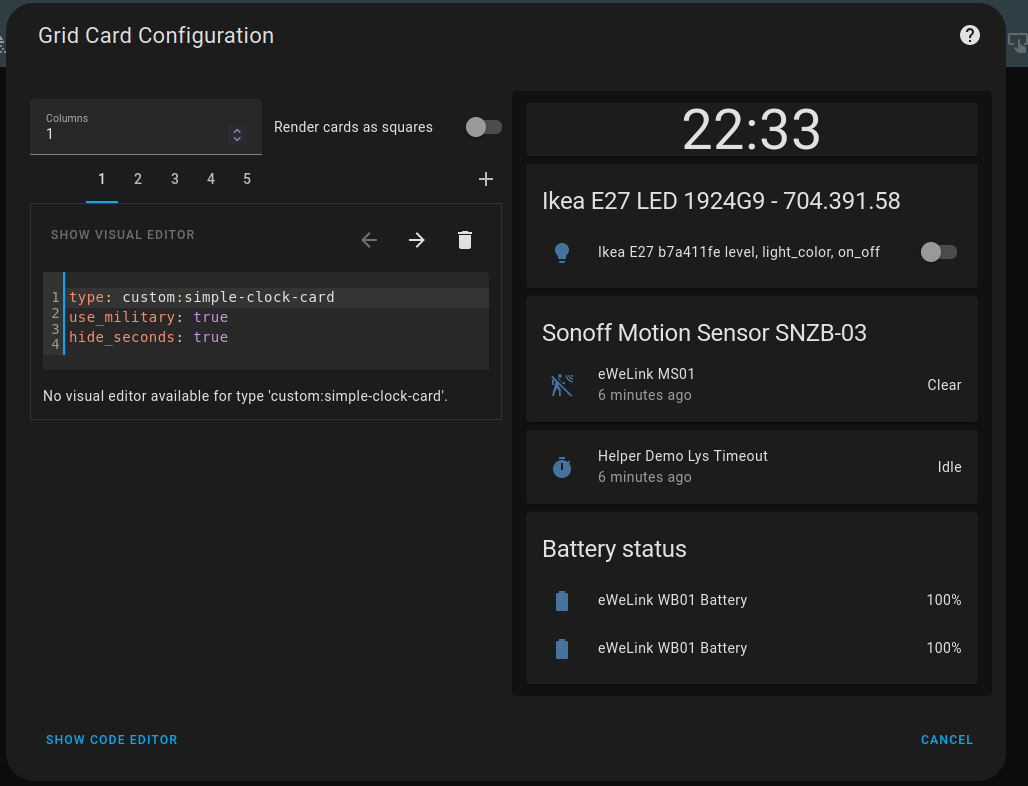 Grid Card Configuration
Columns
1
Render cards as squares
1 2 3 4 5
SHOW VISUAL EDITOR
1 type: custom:simple-clock-card
2 use_military: true
3 hide_seconds: true
4
No visual editor available for type 'custom:simple-clock-card'.
22:33
Ikea E27 LED 1924G9 - 704.391.58
Ikea E27 b7a411fe level, light_color, on_off
Sonoff Motion Sensor SNZB-03
eWeLink MS01
6 minutes ago
Clear
Helper Demo Lys Timeout
6 minutes ago
Idle
Battery status
eWeLink WB01 Battery 100%
eWeLink WB01 Battery 100%
SHOW CODE EDITOR
CANCEL